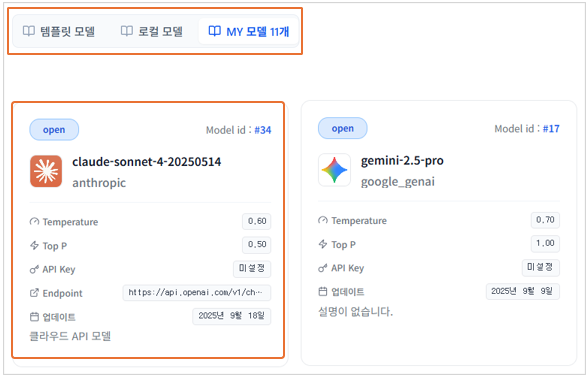 템플릿 모델 로컬 모델 MY 모델 11개
open Model id : #34
claude-sonnet-4-20250514
anthropic
Temperature 0.60
Top P 0.50
API Key 미설정
Endpoint https://api.openai.com/v1/ch…
업데이트 2025년 9월 18일
클라우드 API 모델
open Model id : #17
gemini-2.5-pro
google_genai
Temperature 0.70
Top P 1.00
API Key 미설정
업데이트 2025년 9월 9일
설명이 없습니다.